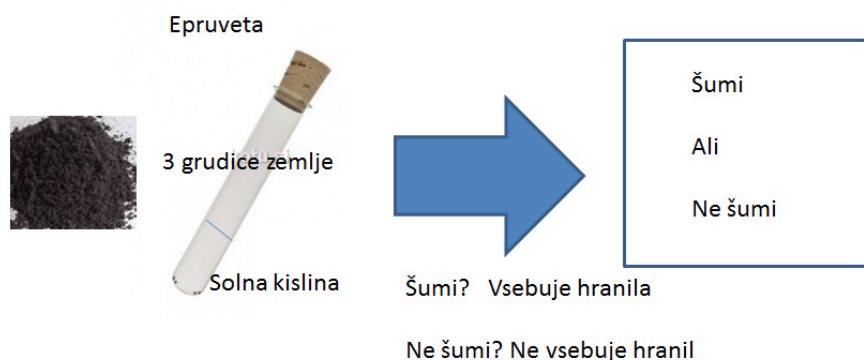 Epruveta
3 grudice zemlje
Solna kislina
Šumi
Ali
Ne šumi
Šumi? Vsebuje hranila
Ne šumi? Ne vsebuje hranil